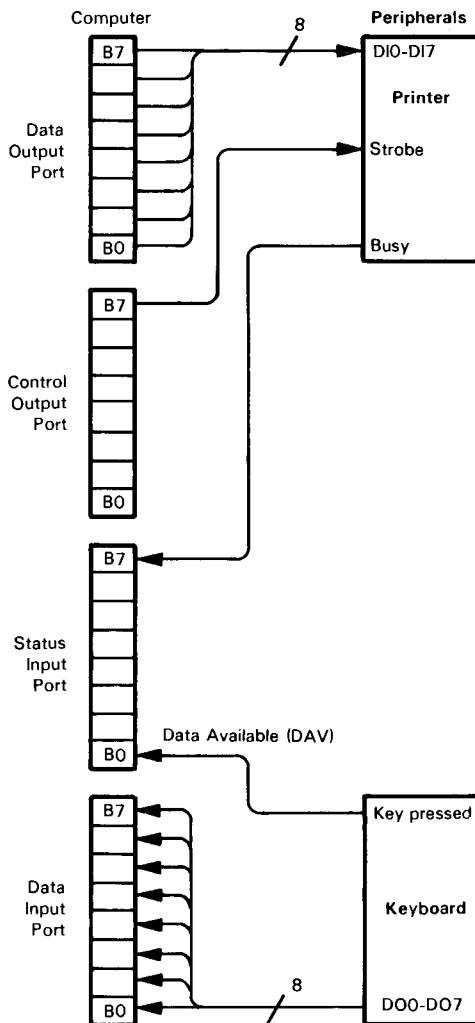 Computer
Peripherals
8
B7
DI0-DI7
Printer
Data
Output
Port
Strobe
B0
Busy
B7
Control
Output
Port
B0
B7
Status
Input
Port
Data Available (DAV)
B0
B7
Key pressed
Data
Input
Port
Keyboard
8
B0
DO0-DO7